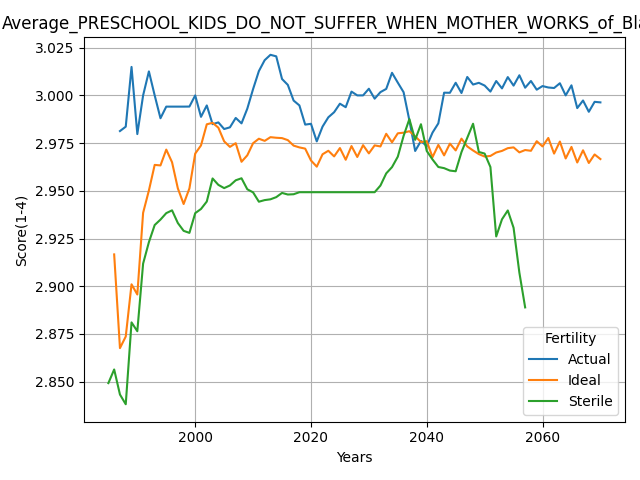 Average_PRESCHOOL_KIDS_DO_NOT_SUFFER_WHEN_MOTHER_WORKS_of_Bla
3.025
3.000
2.975
2.950
2.925
2.900
2.875
2.850
Score(1-4)
2000 2020 2040 2060
Years
Fertility
Actual
Ideal
Sterile